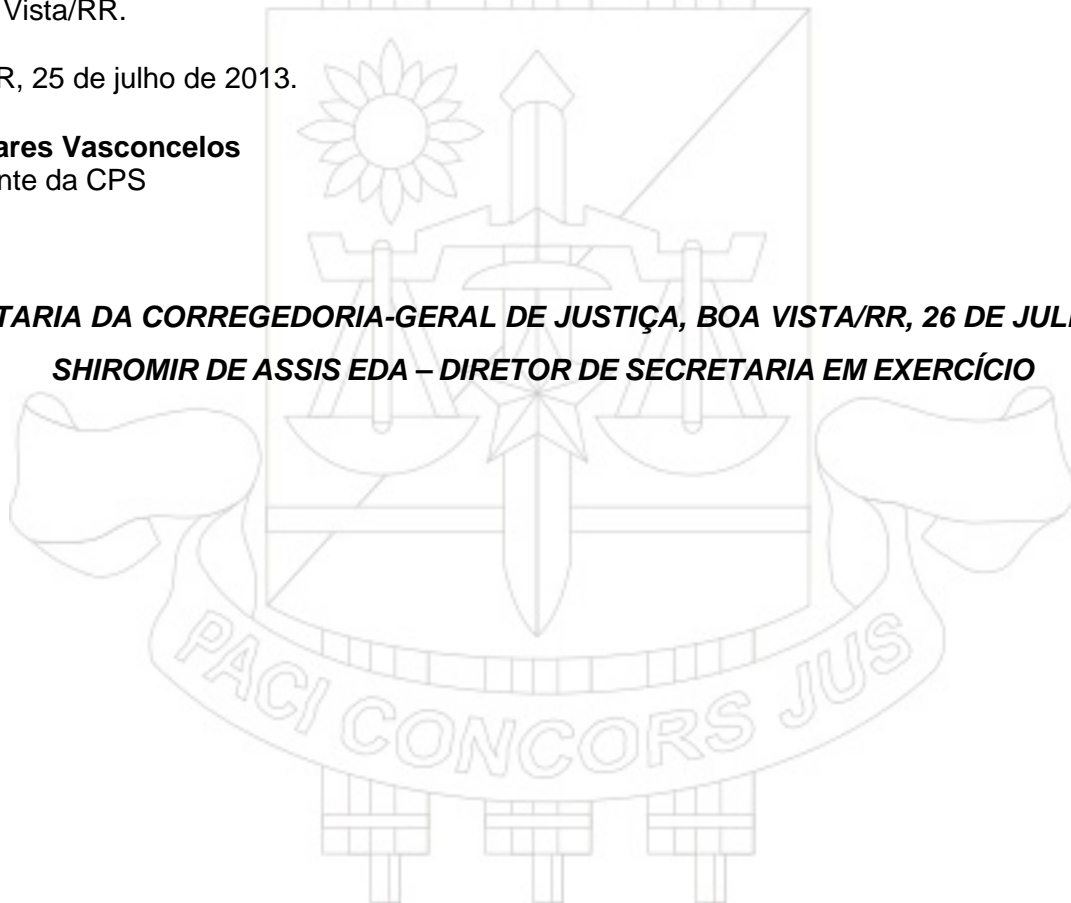 Vista/RR.
R, 25 de julho de 2013.
ares Vasconcelos
nte da CPS
TARIA DA CORREGEDORIA-GERAL DE JUSTIÇA, BOA VISTA/RR, 26 DE JUL
SHIROMIR DE ASSIS EDA – DIRETOR DE SECRETARIA EM EXERCÍCIO
PACI CONCORS JUS